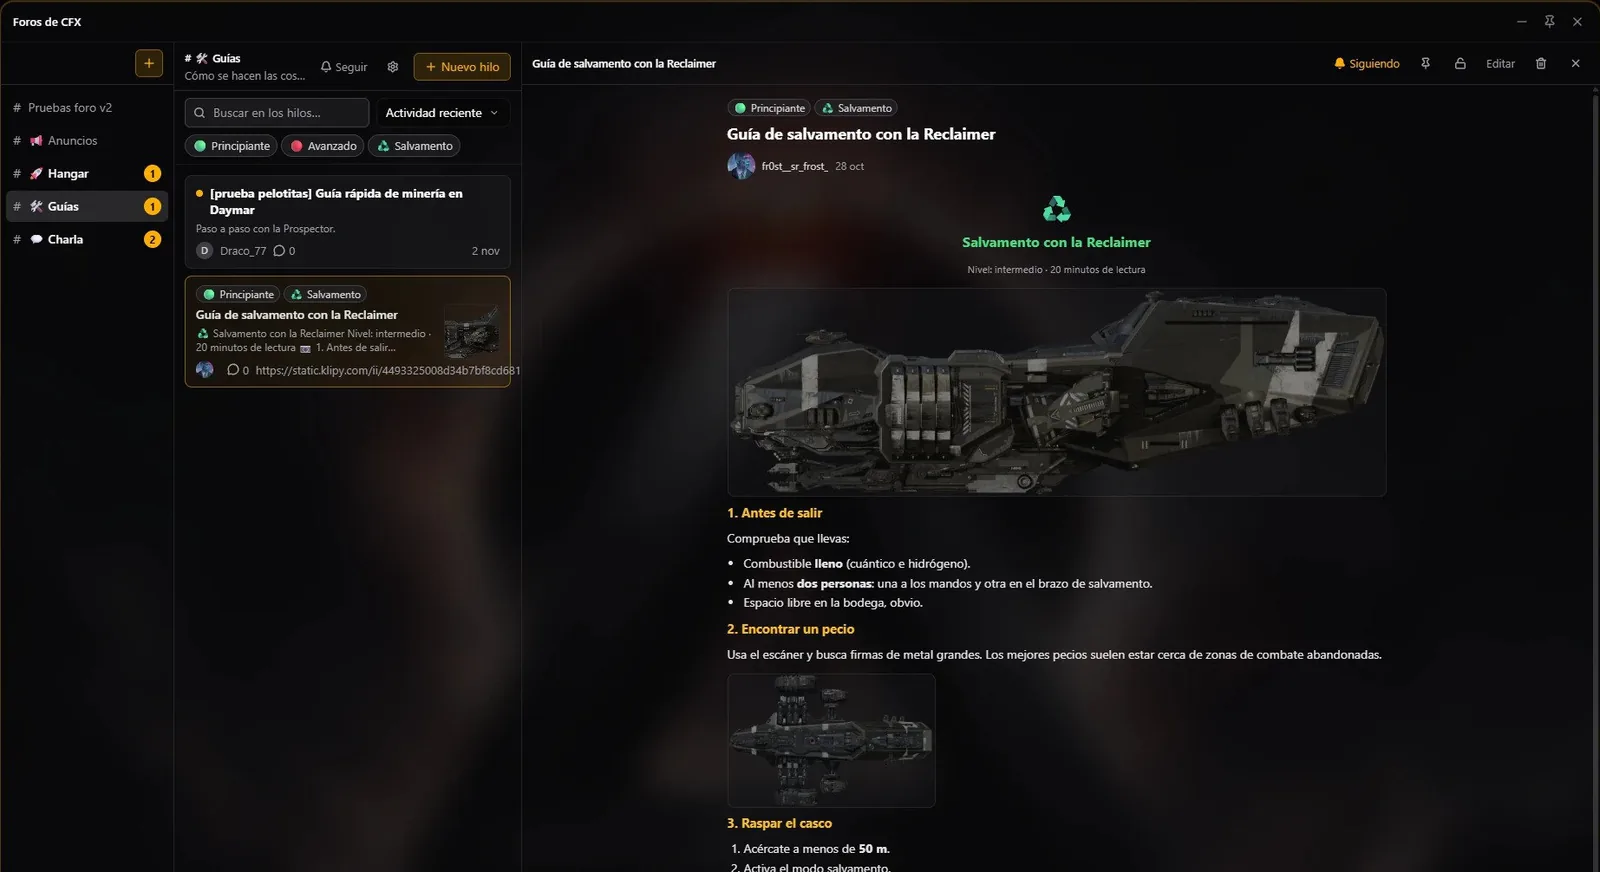 Foros de CFX
+
# Pruebas foro v2
# Anuncios
# Hangar 1
# Guías 1
# Charla 2
# Guías
Cómo se hacen las cos...
Seguir
+ Nuevo hilo
Buscar en los hilos...
Actividad reciente
Principiante
Avanzado
Salvamento
[prueba pelotitas] Guía rápida de minería en
Daymar
Paso a paso con la Prospector.
D Draco_77 0 2 nov
Principiante
Salvamento
Guía de salvamento con la Reclaimer
Salvamento con la Reclaimer Nivel: intermedio ·
20 minutos de lectura 1. Antes de salir...
0 https://static.klipy.com/ii/4493325008d34b7bf8cd681
Guía de salvamento con la Reclaimer
Siguiendo
Editar
Principiante
Salvamento
Guía de salvamento con la Reclaimer
fr0st__sr_frost_ 28 oct
Salvamento con la Reclaimer
Nivel: intermedio · 20 minutos de lectura
1. Antes de salir
Comprueba que llevas:
• Combustible lleno (cuántico e hidrógeno).
• Al menos dos personas: una a los mandos y otra en el brazo de salvamento.
• Espacio libre en la bodega, obvio.
2. Encontrar un pecio
Usa el escáner y busca firmas de metal grandes. Los mejores pecios suelen estar cerca de zonas de combate abandonadas.
3. Raspar el casco
1. Acércate a menos de 50 m.
2. Activa el modo salvamento.